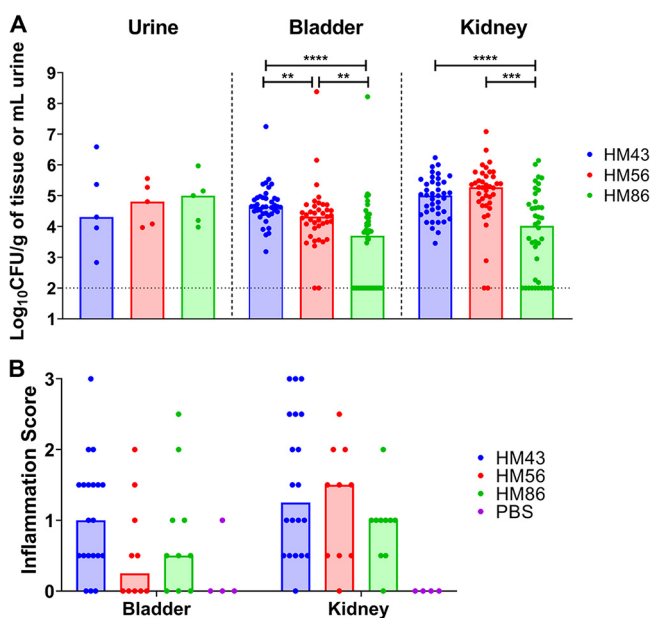 A
Urine Bladder Kidney
**** ****
** ** ***
Log10CFU/g of tissue or mL urine
9
8
7
6
5
4
3
2
1
HM43
HM56
HM86
B
Inflammation Score
3
2
1
0
HM43
HM56
HM86
PBS
Bladder Kidney